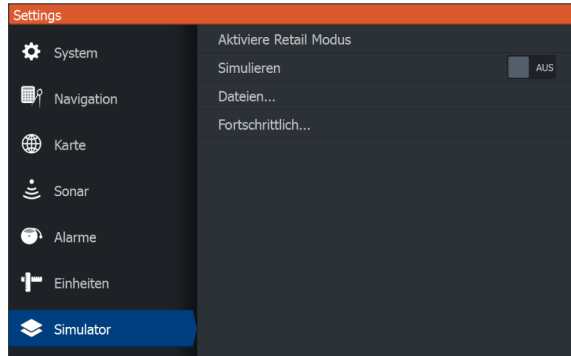 Settings
System
Navigation
Karte
Sonar
Alarme
Einheiten
Simulator
Aktiviere Retail Modus
Simulieren AUS
Dateien...
Fortschrittlich...